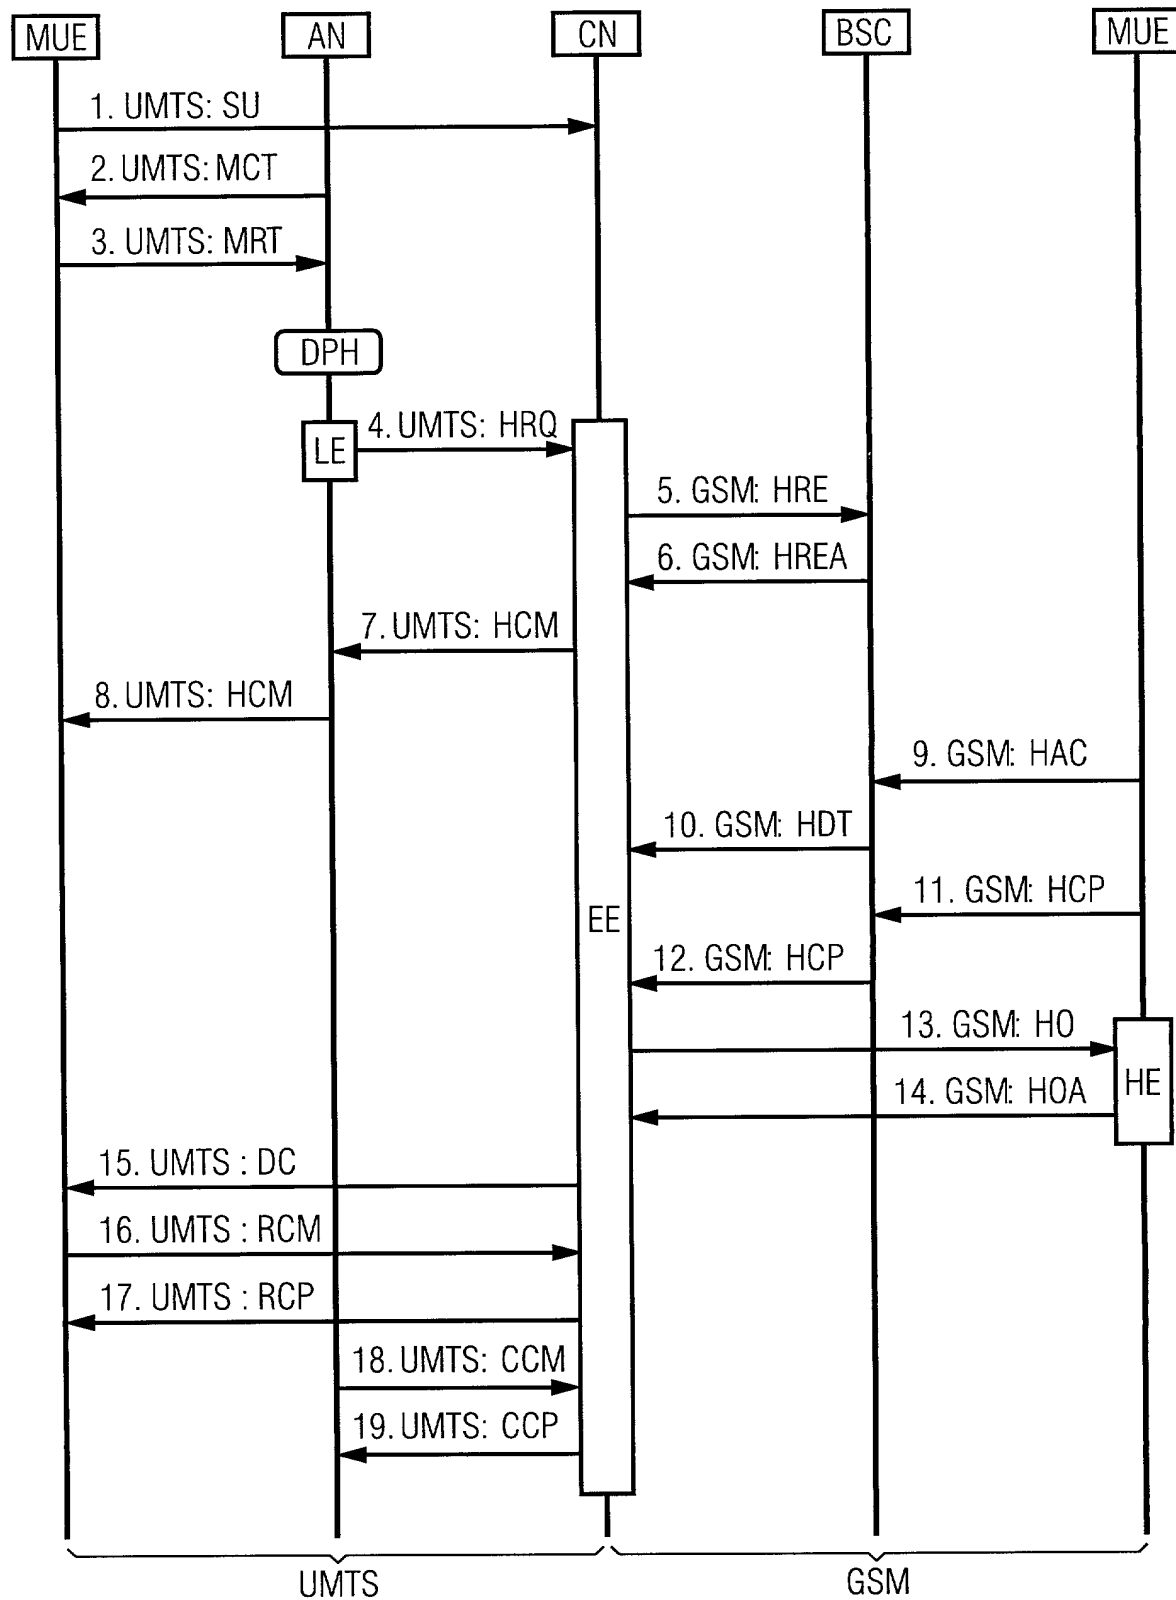 MUE AN CN BSC MUE
1. UMTS: SU
2. UMTS: MCT
3. UMTS: MRT
DPH
LE
4. UMTS: HRQ
5. GSM: HRE
6. GSM: HREA
7. UMTS: HCM
8. UMTS: HCM
9. GSM: HAC
10. GSM: HDT
11. GSM: HCP
EE
12. GSM: HCP
13. GSM: HO
HE
14. GSM: HOA
15. UMTS : DC
16. UMTS : RCM
17. UMTS : RCP
18. UMTS: CCM
19. UMTS: CCP
UMTS GSM